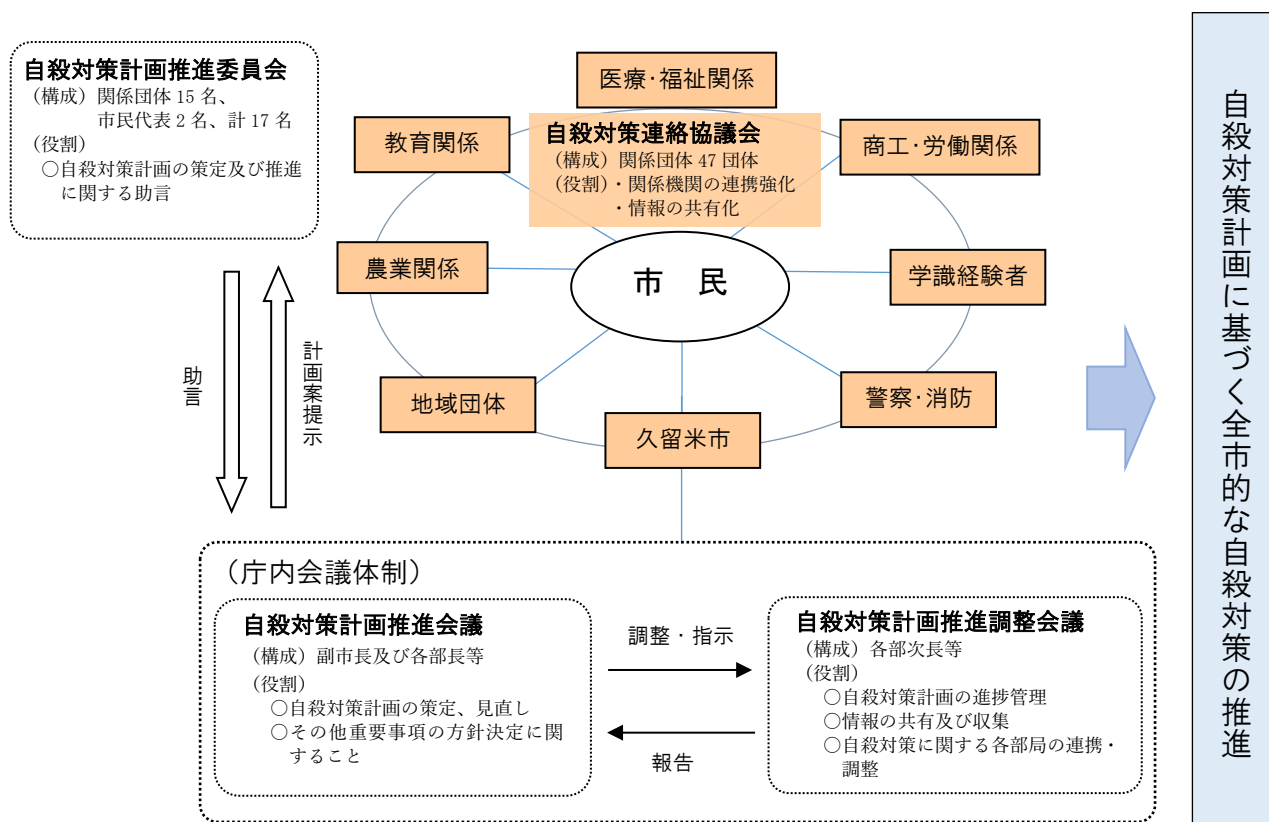 自殺対策計画推進委員会
（構成）関係団体 15 名、
市民代表 2 名、計 17 名
（役割）
〇自殺対策計画の策定及び推進
に関する助言
医療・福祉関係
教育関係
自殺対策連絡協議会
（構成）関係団体 47 団体
（役割）・関係機関の連携強化
・情報の共有化
商工・労働関係
農業関係
市　民
学識経験者
地域団体
久留米市
警察・消防
助言
計画案提示
（庁内会議体制）
自殺対策計画推進会議
（構成）副市長及び各部長等
（役割）
〇自殺対策計画の策定、見直し
〇その他重要事項の方針決定に関
すること
調整・指示
報告
自殺対策計画推進調整会議
（構成）各部次長等
（役割）
〇自殺対策計画の進捗管理
〇情報の共有及び収集
〇自殺対策に関する各部局の連携・
調整
自殺対策計画に基づく全市的な自殺対策の推進